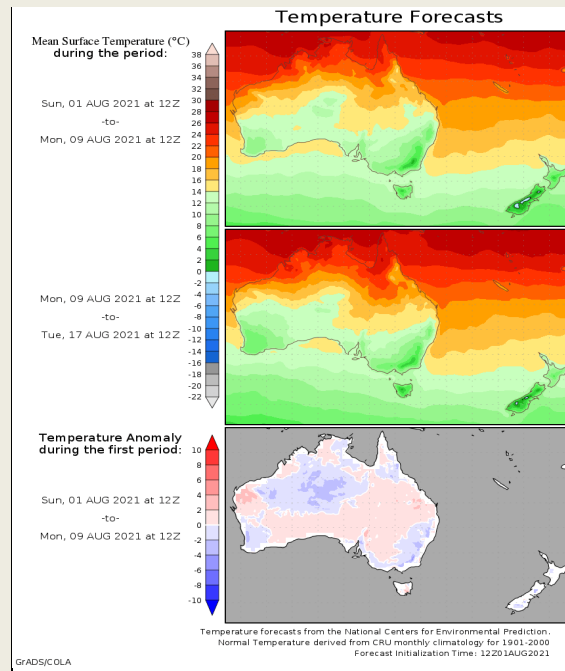 Temperature Forecasts
Mean Surface Temperature (°C)
during the period:
Sun, 01 AUG 2021 at 12Z
-to-
Mon, 09 AUG 2021 at 12Z
38
36
34
32
30
28
26
24
22
20
18
16
14
12
10
8
6
4
2
0
-2
-4
-6
-8
-10
-12
-14
-16
-18
-20
-22
Mon, 09 AUG 2021 at 12Z
-to-
Tue, 17 AUG 2021 at 12Z
Temperature Anomaly
during the first period:
Sun, 01 AUG 2021 at 12Z
-to-
Mon, 09 AUG 2021 at 12Z
10
8
6
4
2
0
-2
-4
-6
-8
-10
Temperature forecasts from the National Centers for Environmental Prediction.
Normal Temperature derived from CRU monthly climatology for 1901-2000
Forecast Initialization Time: 12Z01AUG2021
GrADS/COLA